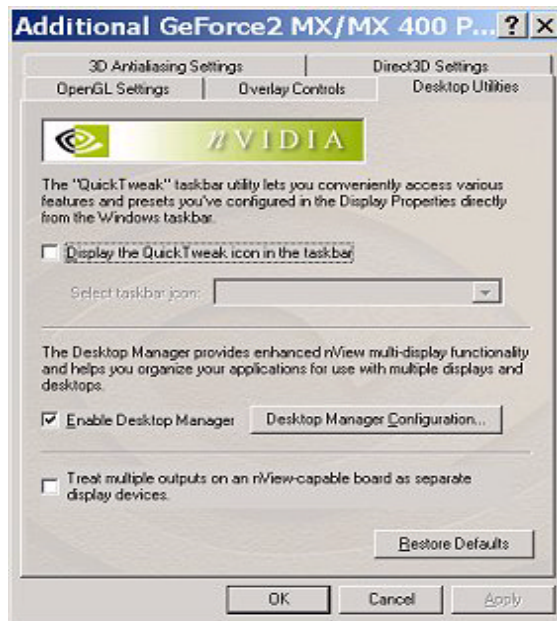 Additional GeForce2 MX/MX 400 P... ? ×
3D Antialiasing Settings Direct3D Settings
OpenGL Settings Overlay Controls Desktop Utilities
nVIDIA
The "QuickTweak" taskbar utility lets you conveniently access various
features and presets you've configured in the Display Properties directly
from the Windows taskbar.
Display the QuickTweak icon in the taskbar
Select taskbar icon:
The Desktop Manager provides enhanced nView multi-display functionality
and helps you organize your applications for use with multiple displays and
desktops.
Enable Desktop Manager Desktop Manager Configuration...
Treat multiple outputs on an nView-capable board as separate
display devices.
Restore Defaults
OK Cancel Apply